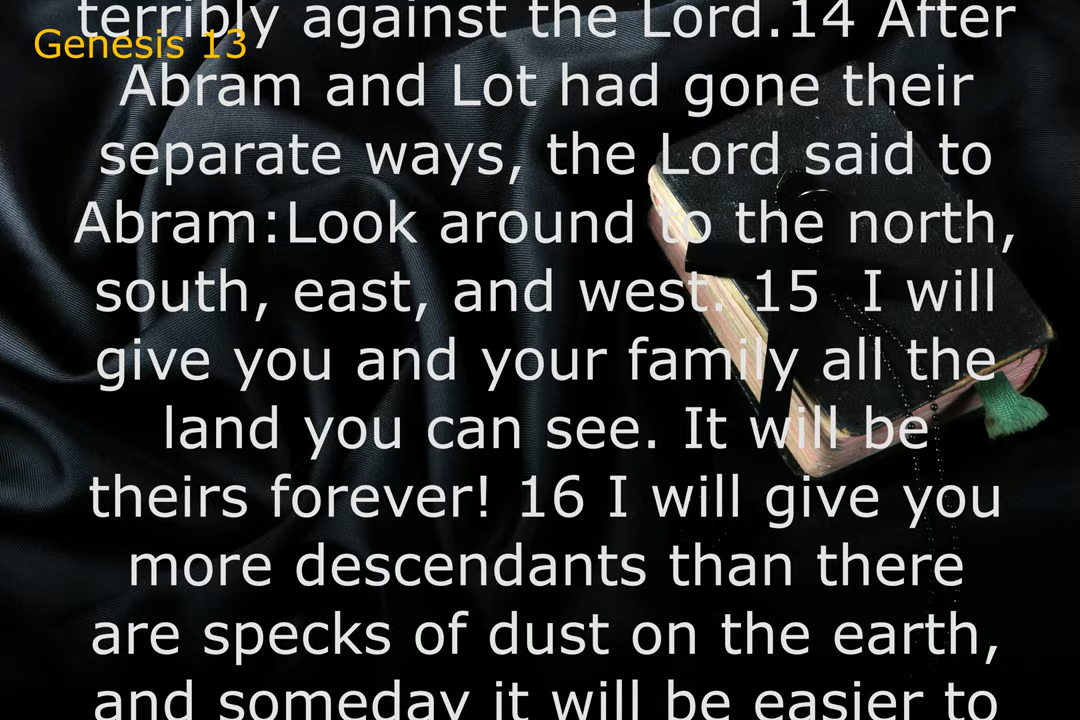 terribly against the Lord.14 After
Genesis 13
Abram and Lot had gone their
separate ways, the Lord said to
Abram:Look around to the north,
south, east, and west. 15  I will
give you and your family all the
land you can see. It will be
theirs forever! 16 I will give you
more descendants than there
are specks of dust on the earth,
and someday it will be easier to